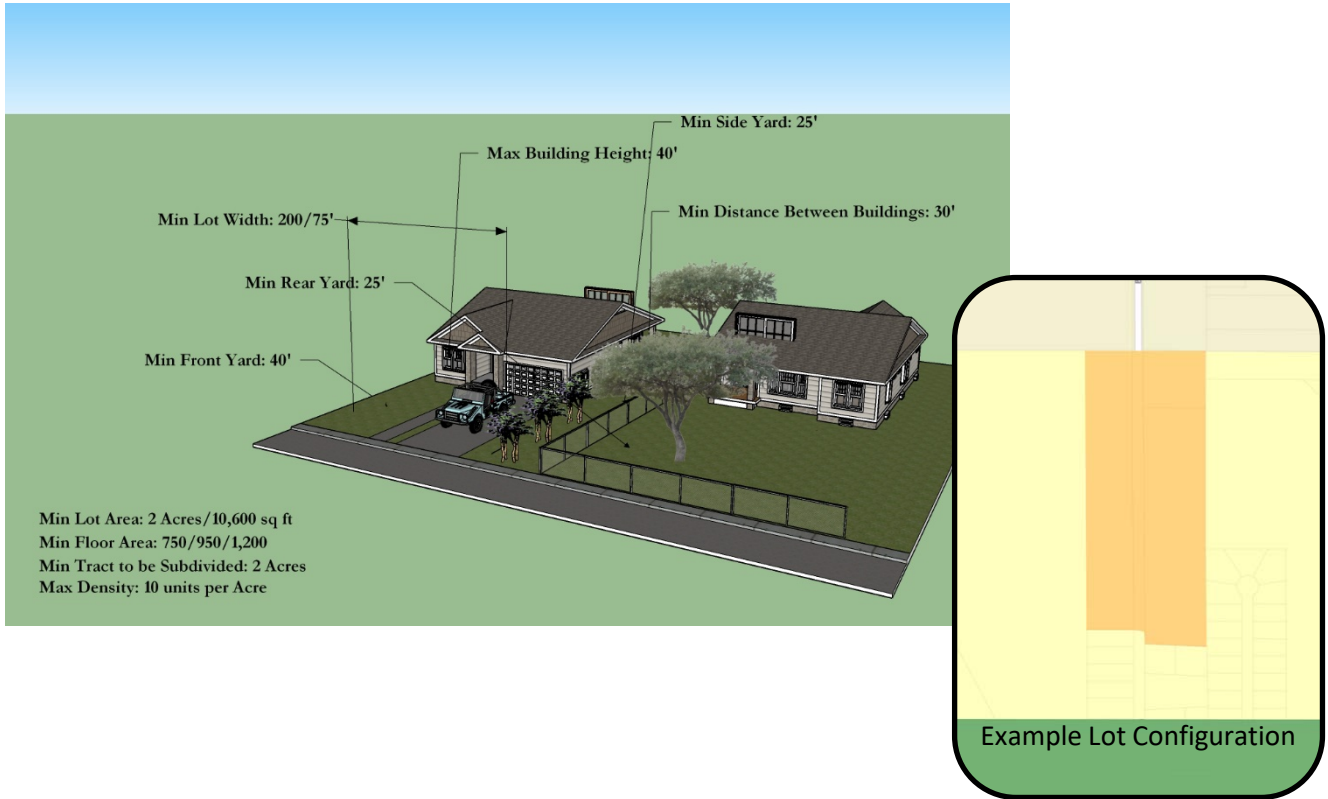 Min Side Yard: 25'
Max Building Height: 40'
Min Lot Width: 200/75'
Min Distance Between Buildings: 30'
Min Rear Yard: 25'
Min Front Yard: 40'
Min Lot Area: 2 Acres/10,600 sq ft
Min Floor Area: 750/950/1,200
Min Tract to be Subdivided: 2 Acres
Max Density: 10 units per Acre
Example Lot Configuration